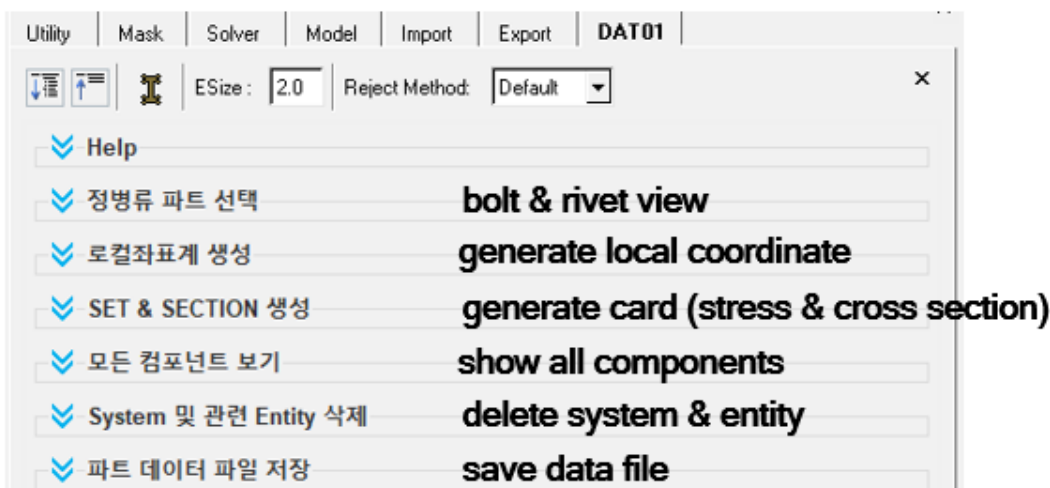 Utility Mask Solver Model Import Export DAT01
ESize : 2.0 Reject Method: Default
Help
정병류 파트 선택 bolt & rivet view
로컬좌표계 생성 generate local coordinate
SET & SECTION 생성 generate card (stress & cross section)
모든 컴포넌트 보기 show all components
System 및 관련 Entity 삭제 delete system & entity
파트 데이터 파일 저장 save data file